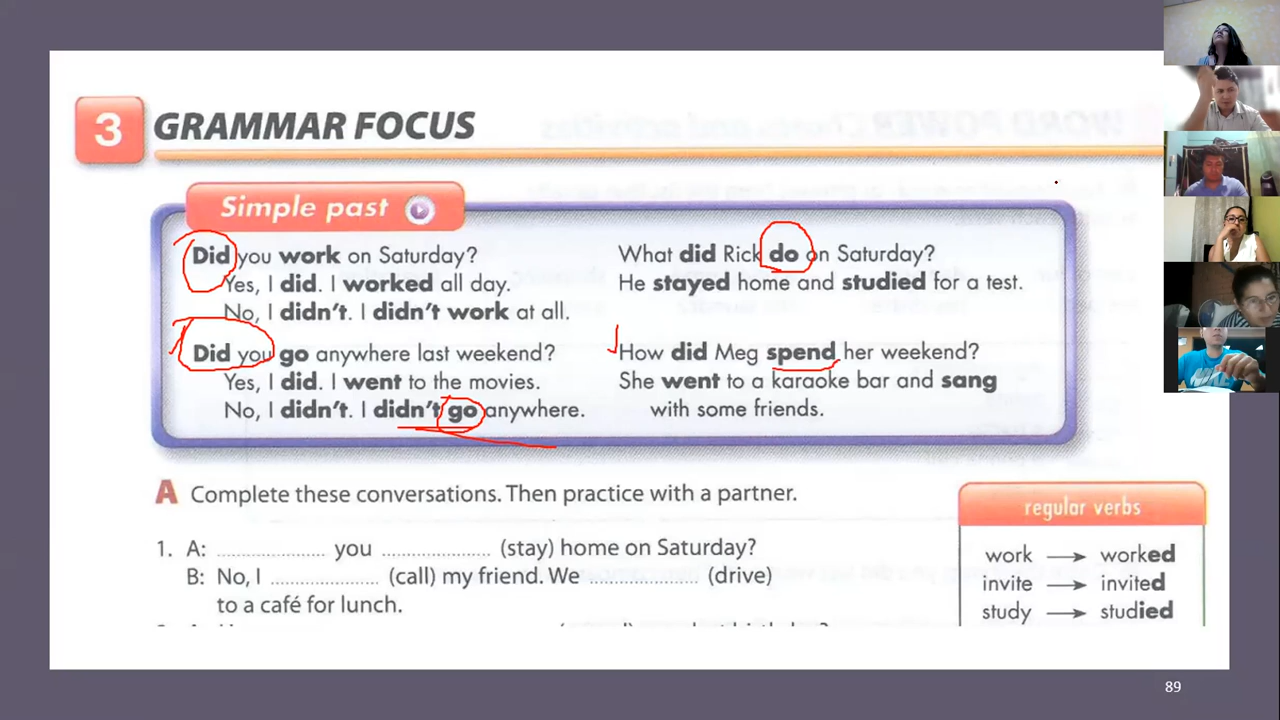 3 GRAMMAR FOCUS
Simple past
Did you work on Saturday?
Yes, I did. I worked all day.
No, I didn't. I didn't work at all.
Did you go anywhere last weekend?
Yes, I did. I went to the movies.
No, I didn't. I didn't go anywhere.
What did Rick do on Saturday?
He stayed home and studied for a test.
How did Meg spend her weekend?
She went to a karaoke bar and sang
with some friends.
A Complete these conversations. Then practice with a partner.
1. A: ........................ you ........................ (stay) home on Saturday?
B: No, I ........................ (call) my friend. We ........................ (drive)
to a café for lunch.
regular verbs
work → worked
invite → invited
study → studied
89